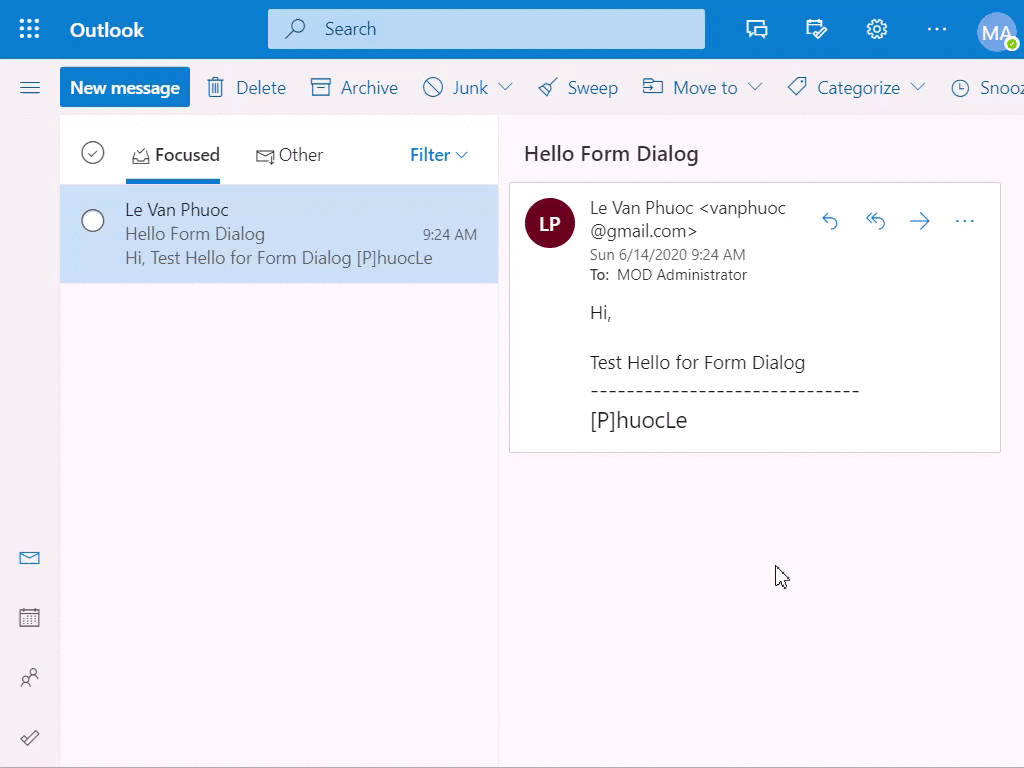 Outlook
Search
MA
New message
Delete
Archive
Junk
Sweep
Move to
Categorize
Snooz
Focused
Other
Filter
Le Van Phuoc
Hello Form Dialog
9:24 AM
Hi, Test Hello for Form Dialog [P]huocLe
Hello Form Dialog
LP
Le Van Phuoc <vanphuoc
@gmail.com>
Sun 6/14/2020 9:24 AM
To: MOD Administrator
Hi,
Test Hello for Form Dialog
------------------------------
[P]huocLe